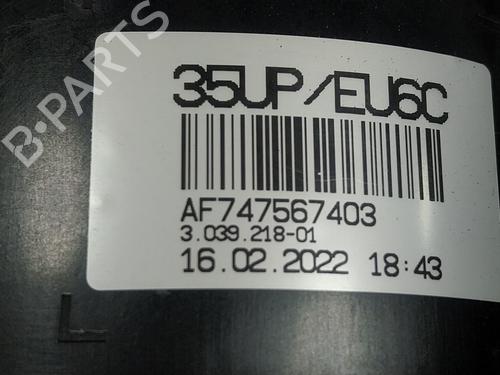 B-PARTS
35UP/EU6C
AF747567403
3.039.218-01
16.02.2022 18:43
L